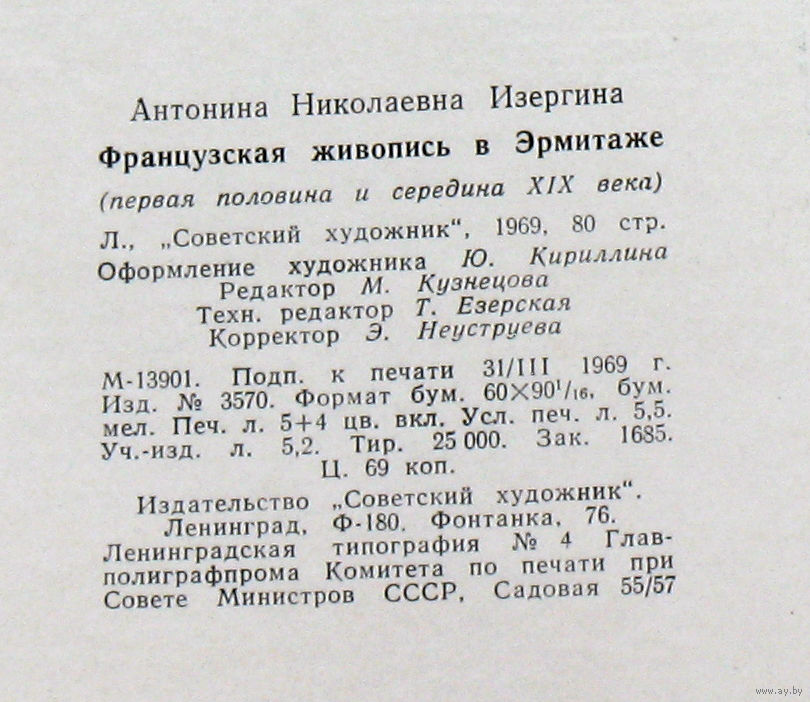 Антонина Николаевна Изергина
Французская живопись в Эрмитаже
(первая половина и середина XIX века)
Л., „Советский художник“, 1969, 80 стр.
Оформление художника Ю. Кириллина
Редактор М. Кузнецова
Техн. редактор Т. Езерская
Корректор Э. Неуструева
М-13901. Подп. к печати 31/III 1969 г.
Изд. № 3570. Формат бум. 60×90¹/₁₆, бум.
мел. Печ. л. 5+4 цв. вкл. Усл. печ. л. 5,5.
Уч.-изд. л. 5,2. Тир. 25 000. Зак. 1685.
Ц. 69 коп.
Издательство „Советский художник“.
Ленинград, Ф-180, Фонтанка, 76.
Ленинградская типография № 4 Глав-
полиграфпрома Комитета по печати при
Совете Министров СССР, Садовая 55/57
www.ay.by